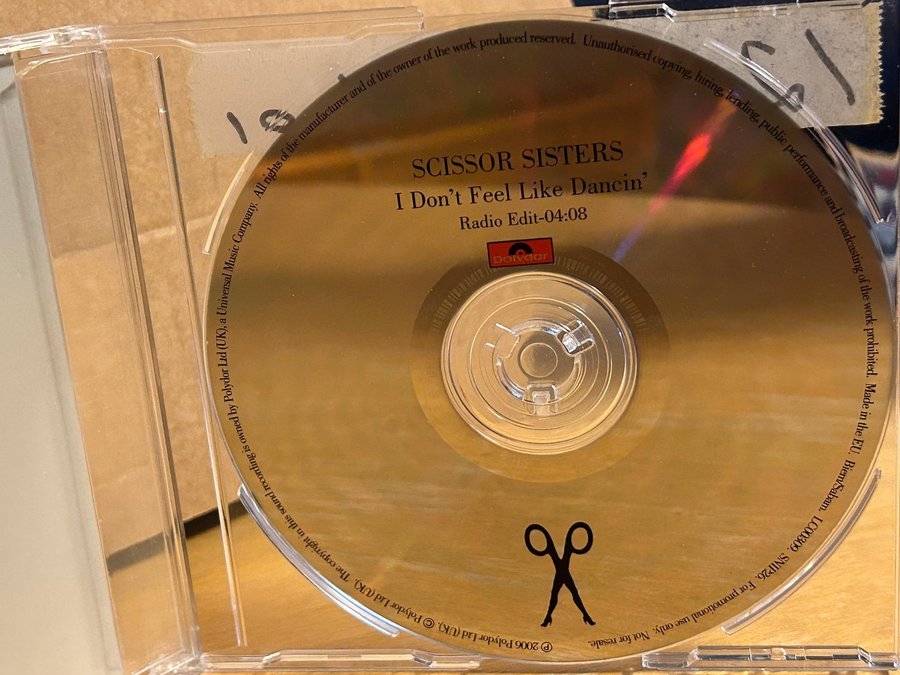 SCISSOR SISTERS
I Don't Feel Like Dancin'
Radio Edit-04:08
Polydor
℗ 2006 Polydor Ltd (UK). © Polydor Ltd (UK). The copyright in this sound recording is owned by Polydor Ltd (UK), a Universal Music Company. All rights of the manufacturer and of the owner of the work produced reserved. Unauthorised copying, hiring, lending, public performance and broadcasting of the work prohibited. Made in the EU. Biem/Sabam. LC00309. SNIP26. For promotional use only. Not for resale.